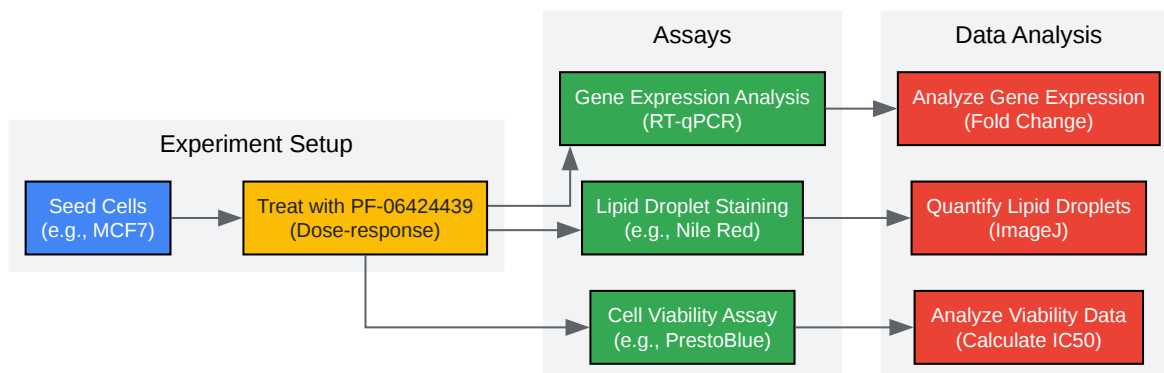 Experiment Setup
Seed Cells
(e.g., MCF7)
Treat with PF-06424439
(Dose-response)
Assays
Gene Expression Analysis
(RT-qPCR)
Lipid Droplet Staining
(e.g., Nile Red)
Cell Viability Assay
(e.g., PrestoBlue)
Data Analysis
Analyze Gene Expression
(Fold Change)
Quantify Lipid Droplets
(ImageJ)
Analyze Viability Data
(Calculate IC50)